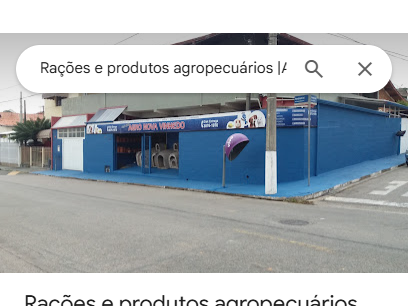 Rações e produtos agropecuários |A
AGRO NOVA VINHEDO
Rações e produtos agropecuários